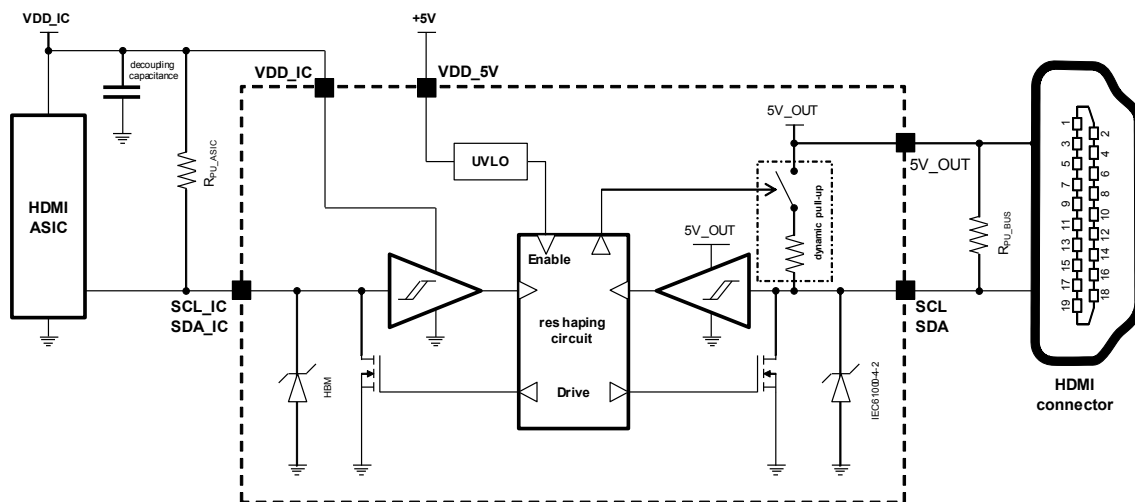 VDD_IC
+5V
decoupling
capacitance
VDD_IC
VDD_5V
5V_OUT
5V_OUT
UVLO
RPU_ASIC
dynamic pull-up
RPU_BUS
HDMI
ASIC
Enable
5V_OUT
SCL_IC
SDA_IC
reshaping
circuit
SCL
SDA
HBM
Drive
IEC61000-4-2
1
2
3
4
5
6
7
8
9
10
11
12
13
14
15
16
17
18
19
HDMI
connector